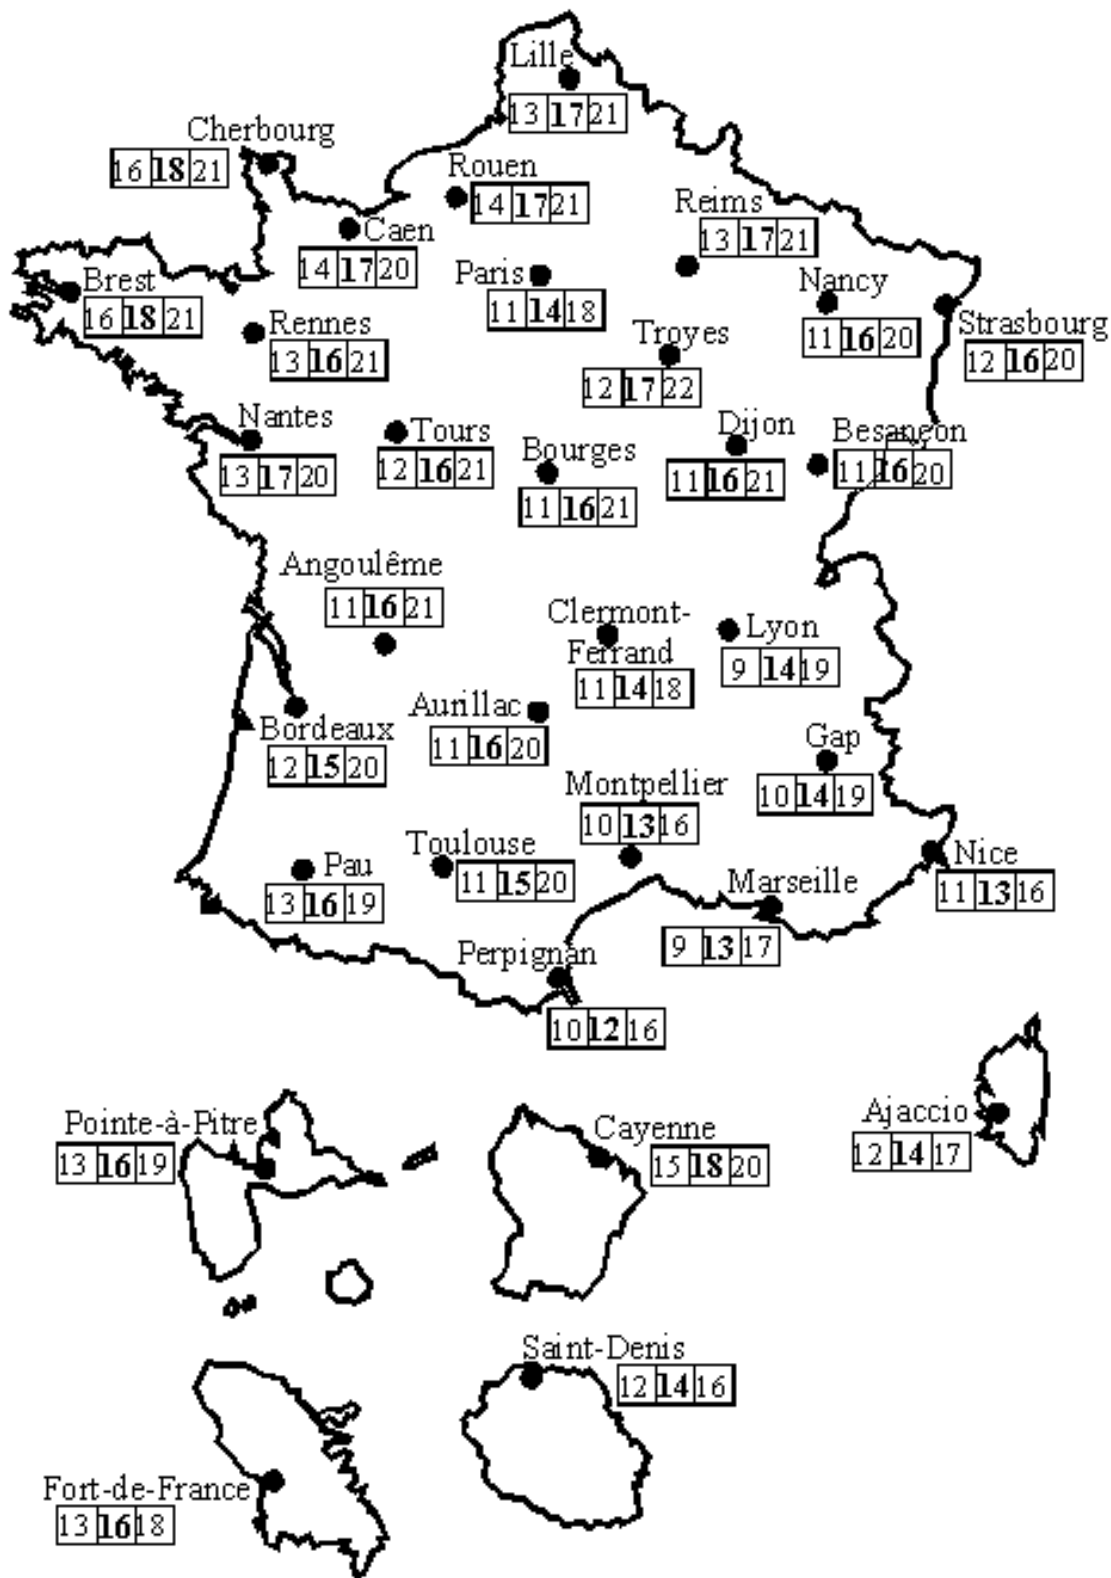 Lille
13 17 21
Cherbourg
16 18 21
Rouen
14 17 21
Reims
13 17 21
Caen
14 17 20
Paris
11 14 18
Nancy
11 16 20
Brest
16 18 21
Rennes
13 16 21
Strasbourg
12 16 20
Troyes
12 17 22
Nantes
13 17 20
Tours
12 16 21
Bourges
11 16 21
Dijon
11 16 21
Besançon
11 16 20
Angoulême
11 16 21
Clermont-
Ferrand
11 14 18
Lyon
9 14 19
Aurillac
11 16 20
Bordeaux
12 15 20
Gap
10 14 19
Montpellier
10 13 16
Toulouse
11 15 20
Pau
13 16 19
Nice
11 13 16
Marseille
9 13 17
Perpignan
10 12 16
Pointe-à-Pitre
13 16 19
Cayenne
15 18 20
Ajaccio
12 14 17
Saint-Denis
12 14 16
Fort-de-France
13 16 18